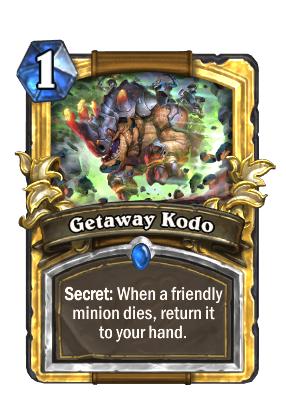 1
Getaway Kodo
Secret: When a friendly
minion dies, return it
to your hand.